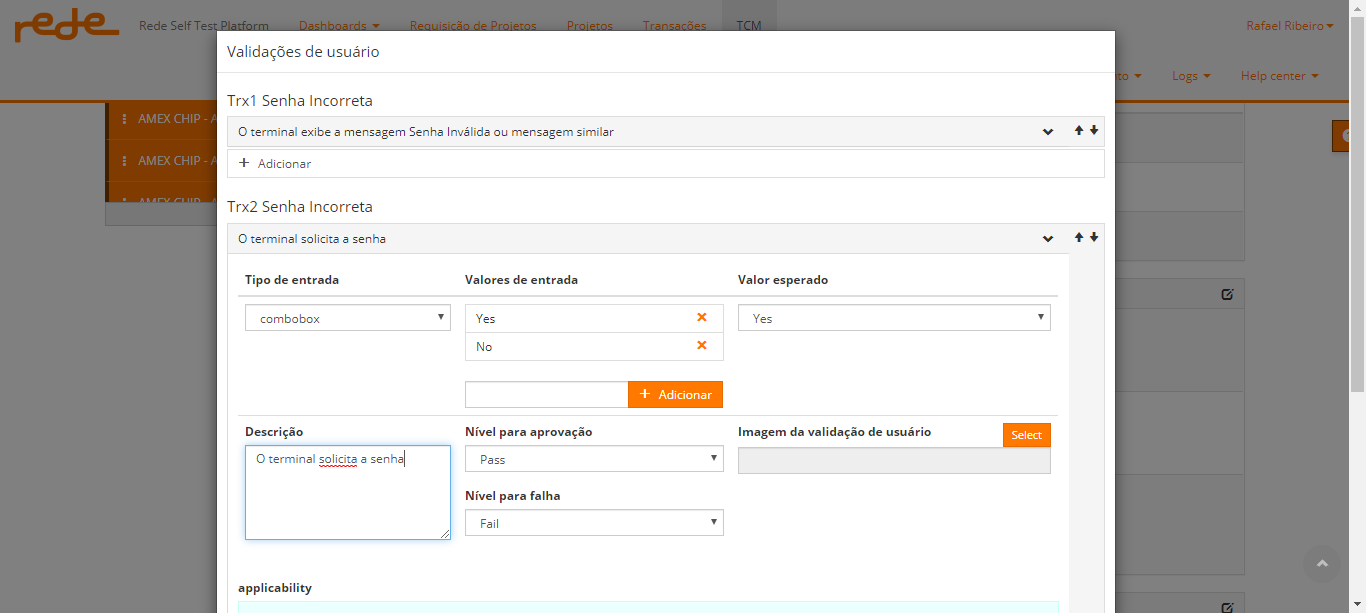 rede
Rede Self Test Platform Dashboards Requisição de Projetos Projetos Transações TCM Rafael Ribeiro
Validações de usuário
Logs Help center
Trx1 Senha Incorreta
AMEX CHIP - A
O terminal exibe a mensagem Senha Inválida ou mensagem similar
AMEX CHIP - A
+ Adicionar
AMEX CHIP - A
Trx2 Senha Incorreta
O terminal solicita a senha
Tipo de entrada Valores de entrada Valor esperado
combobox Yes Yes
No
+ Adicionar
Descrição Nível para aprovação Imagem da validação de usuário Select
O terminal solicita a senha Pass
Nível para falha
Fail
applicability